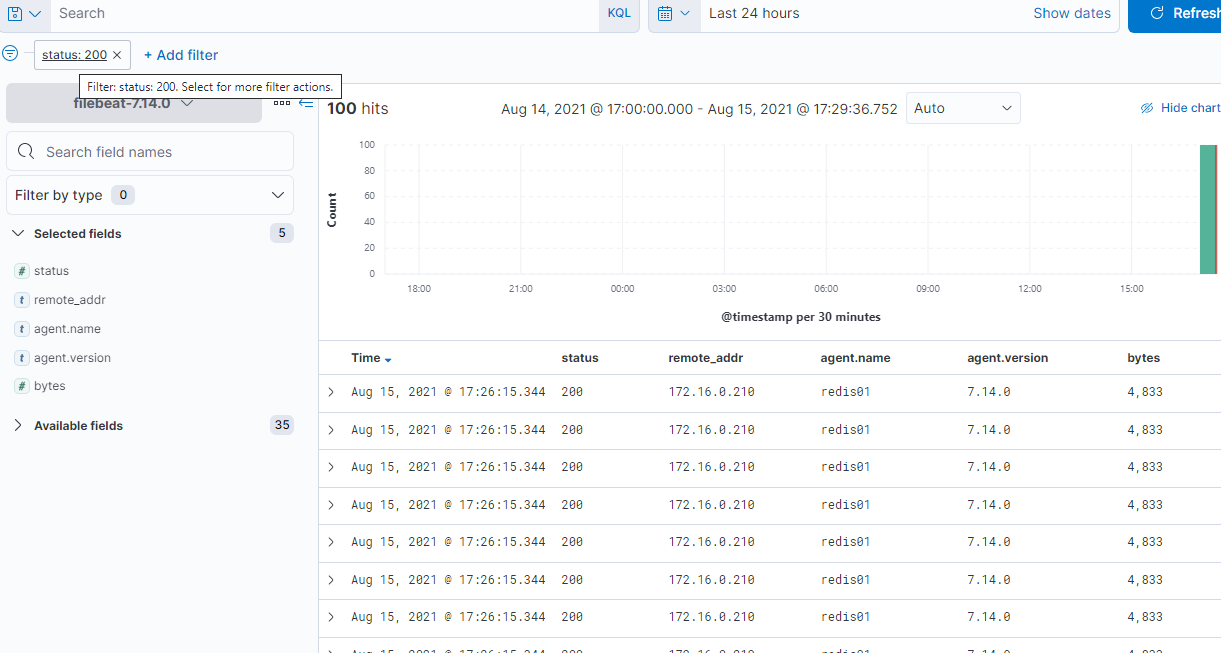 Search KQL Last 24 hours Show dates Refresh
status: 200 × + Add filter
Filter: status: 200. Select for more filter actions.
filebeat-7.14.0
100 hits Aug 14, 2021 @ 17:00:00.000 - Aug 15, 2021 @ 17:29:36.752 Auto Hide chart
Search field names
Filter by type 0
Selected fields 5
# status
t remote_addr
t agent.name
t agent.version
# bytes
Available fields 35
Count
100
80
60
40
20
0
18:00 21:00 00:00 03:00 06:00 09:00 12:00 15:00
@timestamp per 30 minutes
Time status remote_addr agent.name agent.version bytes
Aug 15, 2021 @ 17:26:15.344 200 172.16.0.210 redis01 7.14.0 4,833
Aug 15, 2021 @ 17:26:15.344 200 172.16.0.210 redis01 7.14.0 4,833
Aug 15, 2021 @ 17:26:15.344 200 172.16.0.210 redis01 7.14.0 4,833
Aug 15, 2021 @ 17:26:15.344 200 172.16.0.210 redis01 7.14.0 4,833
Aug 15, 2021 @ 17:26:15.344 200 172.16.0.210 redis01 7.14.0 4,833
Aug 15, 2021 @ 17:26:15.344 200 172.16.0.210 redis01 7.14.0 4,833
Aug 15, 2021 @ 17:26:15.344 200 172.16.0.210 redis01 7.14.0 4,833